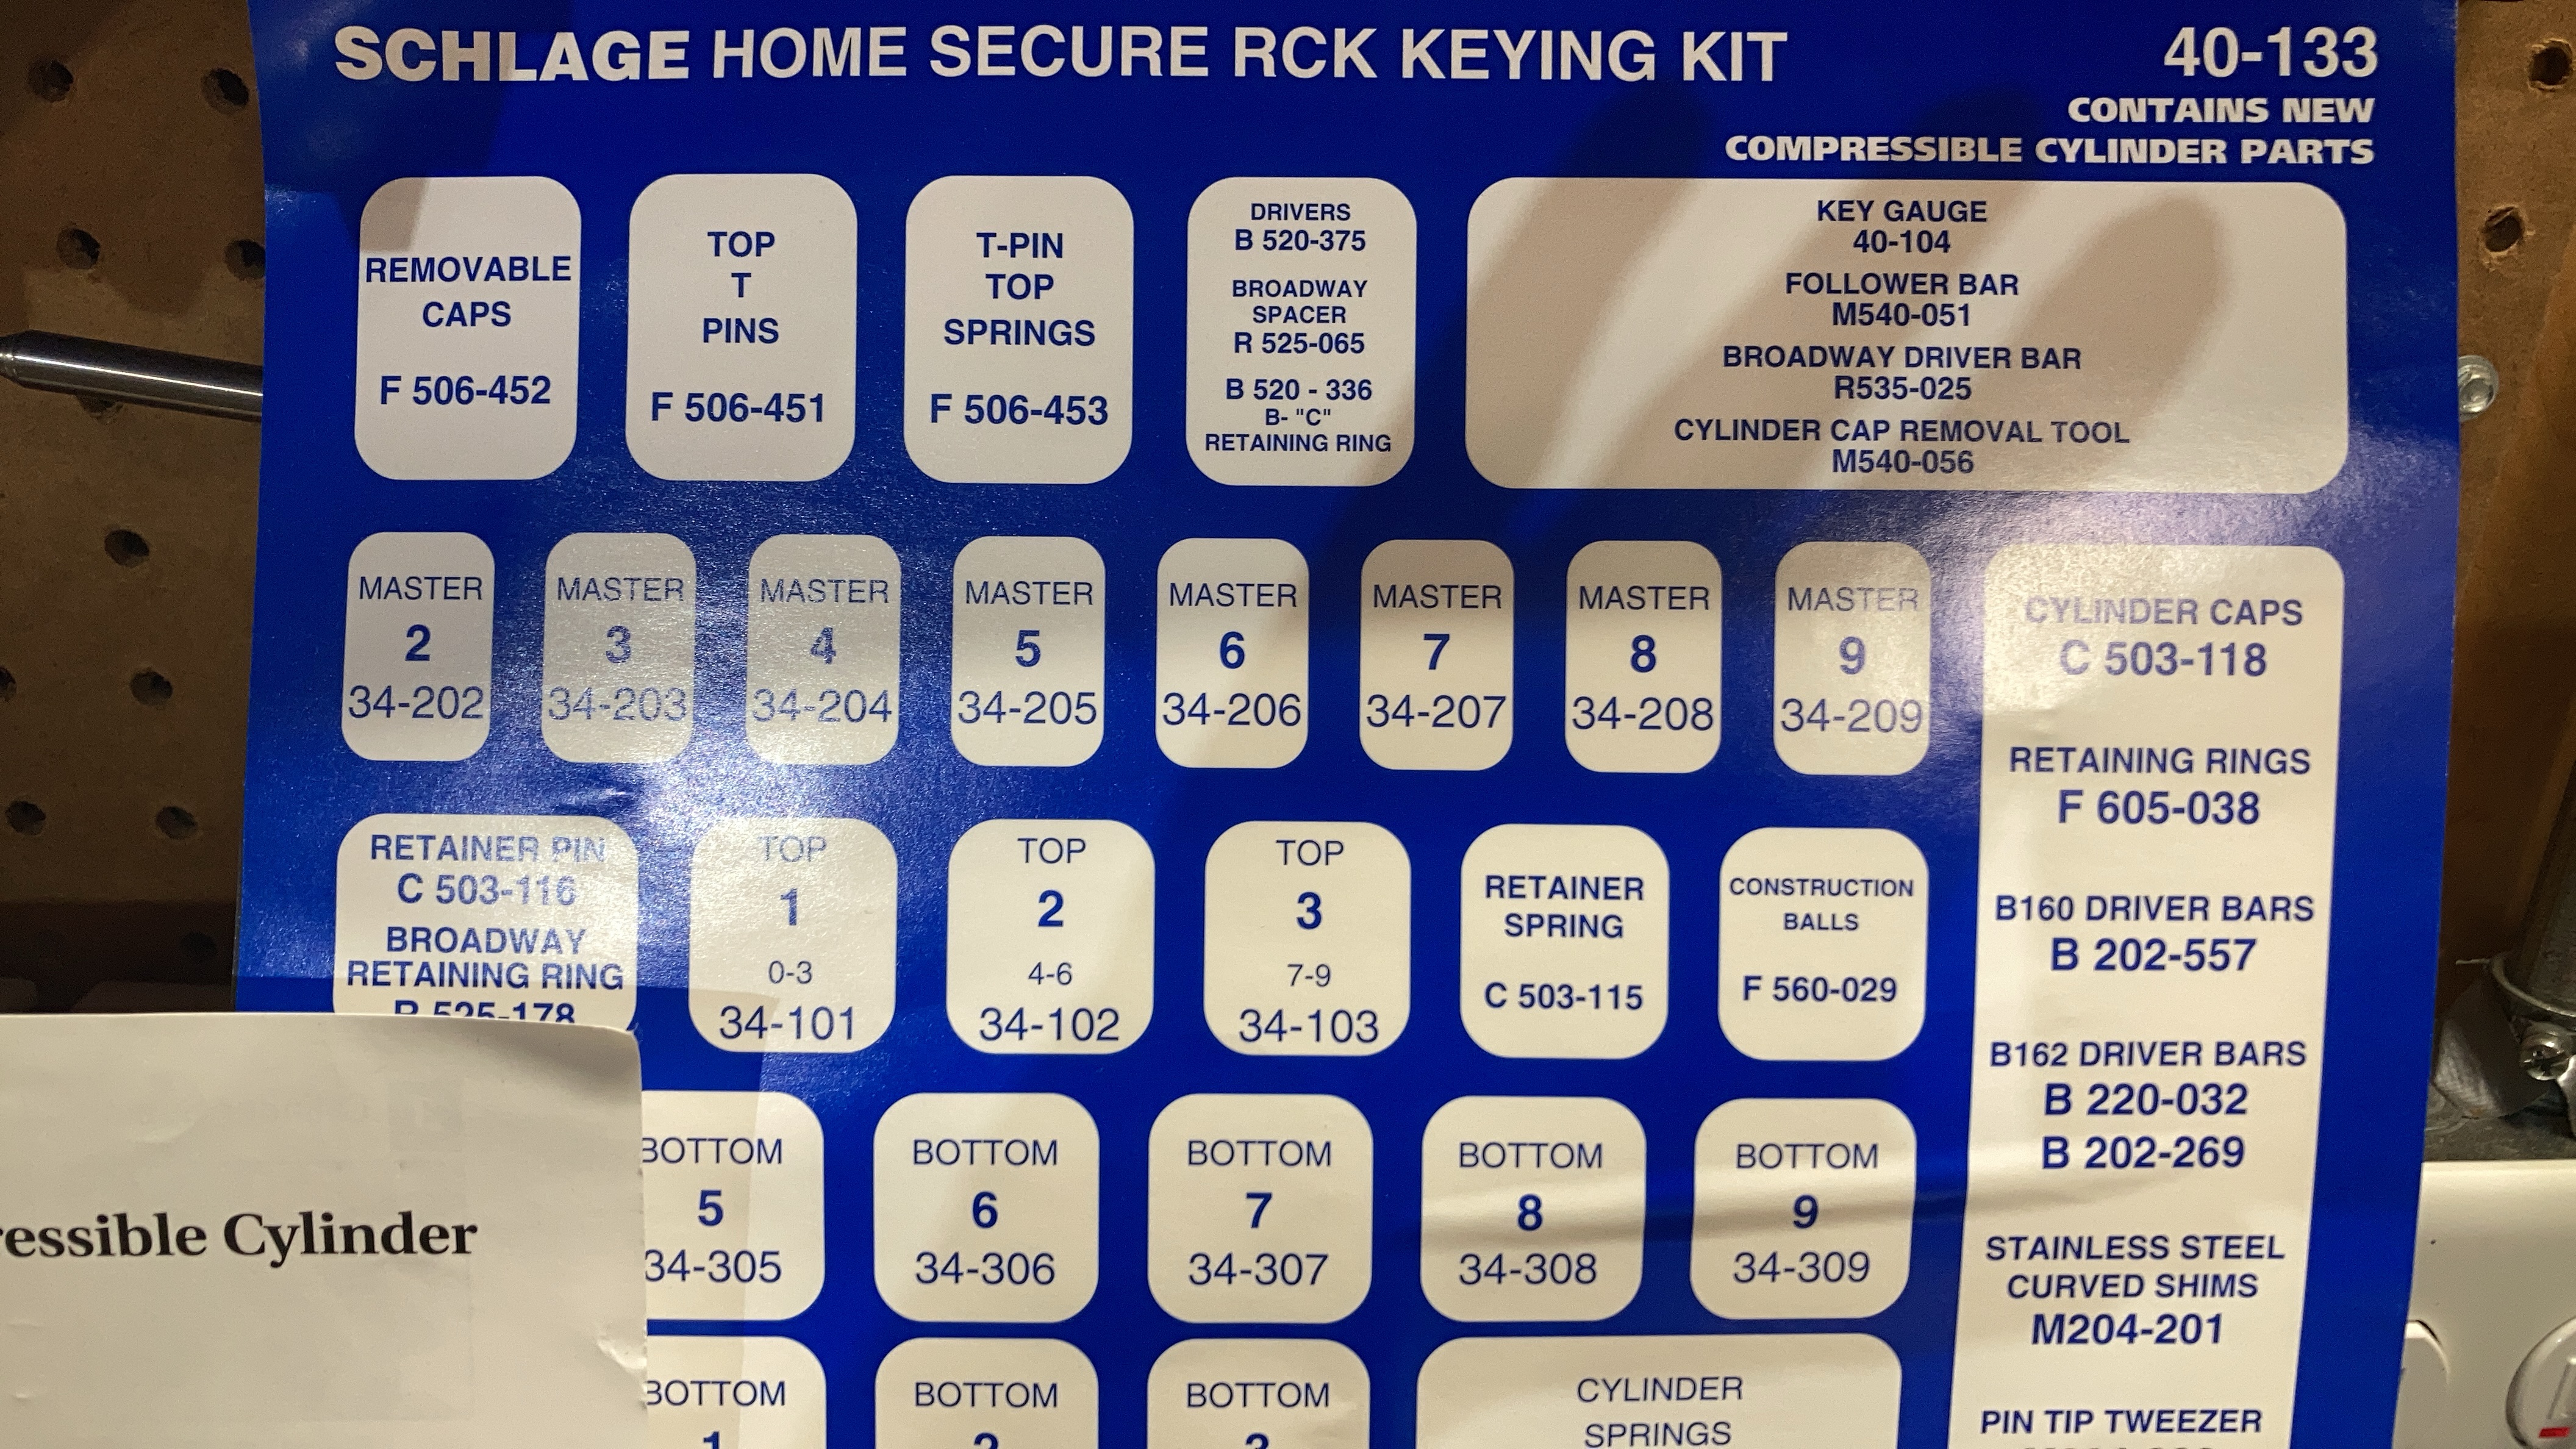 SCHLAGE HOME SECURE RCK KEYING KIT
40-133
CONTAINS NEW
COMPRESSIBLE CYLINDER PARTS
REMOVABLE
CAPS
F 506-452
TOP
T
PINS
F 506-451
T-PIN
TOP
SPRINGS
F 506-453
DRIVERS
B 520-375
BROADWAY
SPACER
R 525-065
B 520 - 336
B- "C"
RETAINING RING
KEY GAUGE
40-104
FOLLOWER BAR
M540-051
BROADWAY DRIVER BAR
R535-025
CYLINDER CAP REMOVAL TOOL
M540-056
MASTER
2
34-202
MASTER
3
34-203
MASTER
4
34-204
MASTER
5
34-205
MASTER
6
34-206
MASTER
7
34-207
MASTER
8
34-208
MASTER
9
34-209
CYLINDER CAPS
C 503-118
RETAINING RINGS
F 605-038
B160 DRIVER BARS
B 202-557
B162 DRIVER BARS
B 220-032
B 202-269
STAINLESS STEEL
CURVED SHIMS
M204-201
PIN TIP TWEEZER
RETAINER PIN
C 503-116
BROADWAY
RETAINING RING
525-178
TOP
1
0-3
34-101
TOP
2
4-6
34-102
TOP
3
7-9
34-103
RETAINER
SPRING
C 503-115
CONSTRUCTION
BALLS
F 560-029
BOTTOM
5
34-305
BOTTOM
6
34-306
BOTTOM
7
34-307
BOTTOM
8
34-308
BOTTOM
9
34-309
BOTTOM
1
BOTTOM
2
BOTTOM
3
CYLINDER
SPRINGS
ressible Cylinder